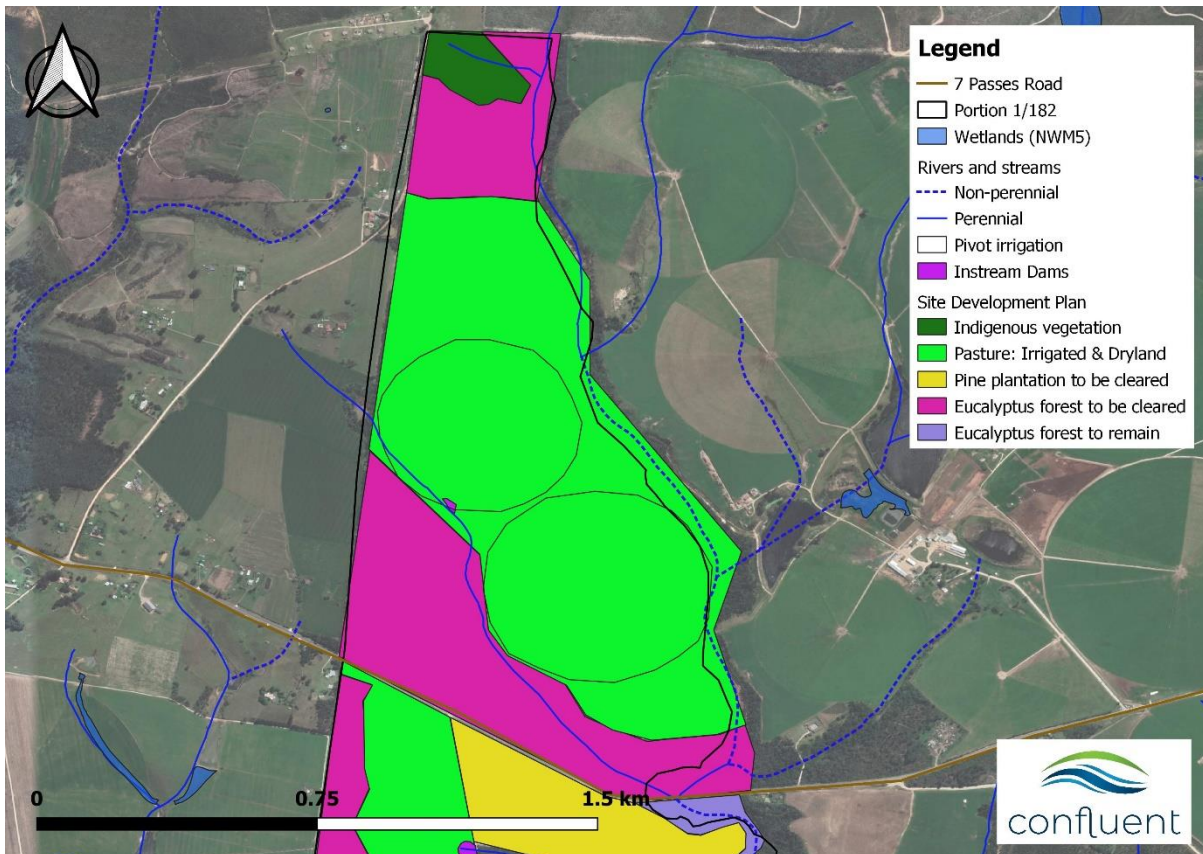 Legend
7 Passes Road
Portion 1/182
Wetlands (NWM5)
Rivers and streams
Non-perennial
Perennial
Pivot irrigation
Instream Dams
Site Development Plan
Indigenous vegetation
Pasture: Irrigated & Dryland
Pine plantation to be cleared
Eucalyptus forest to be cleared
Eucalyptus forest to remain
0 0.75 1.5 km
confluent